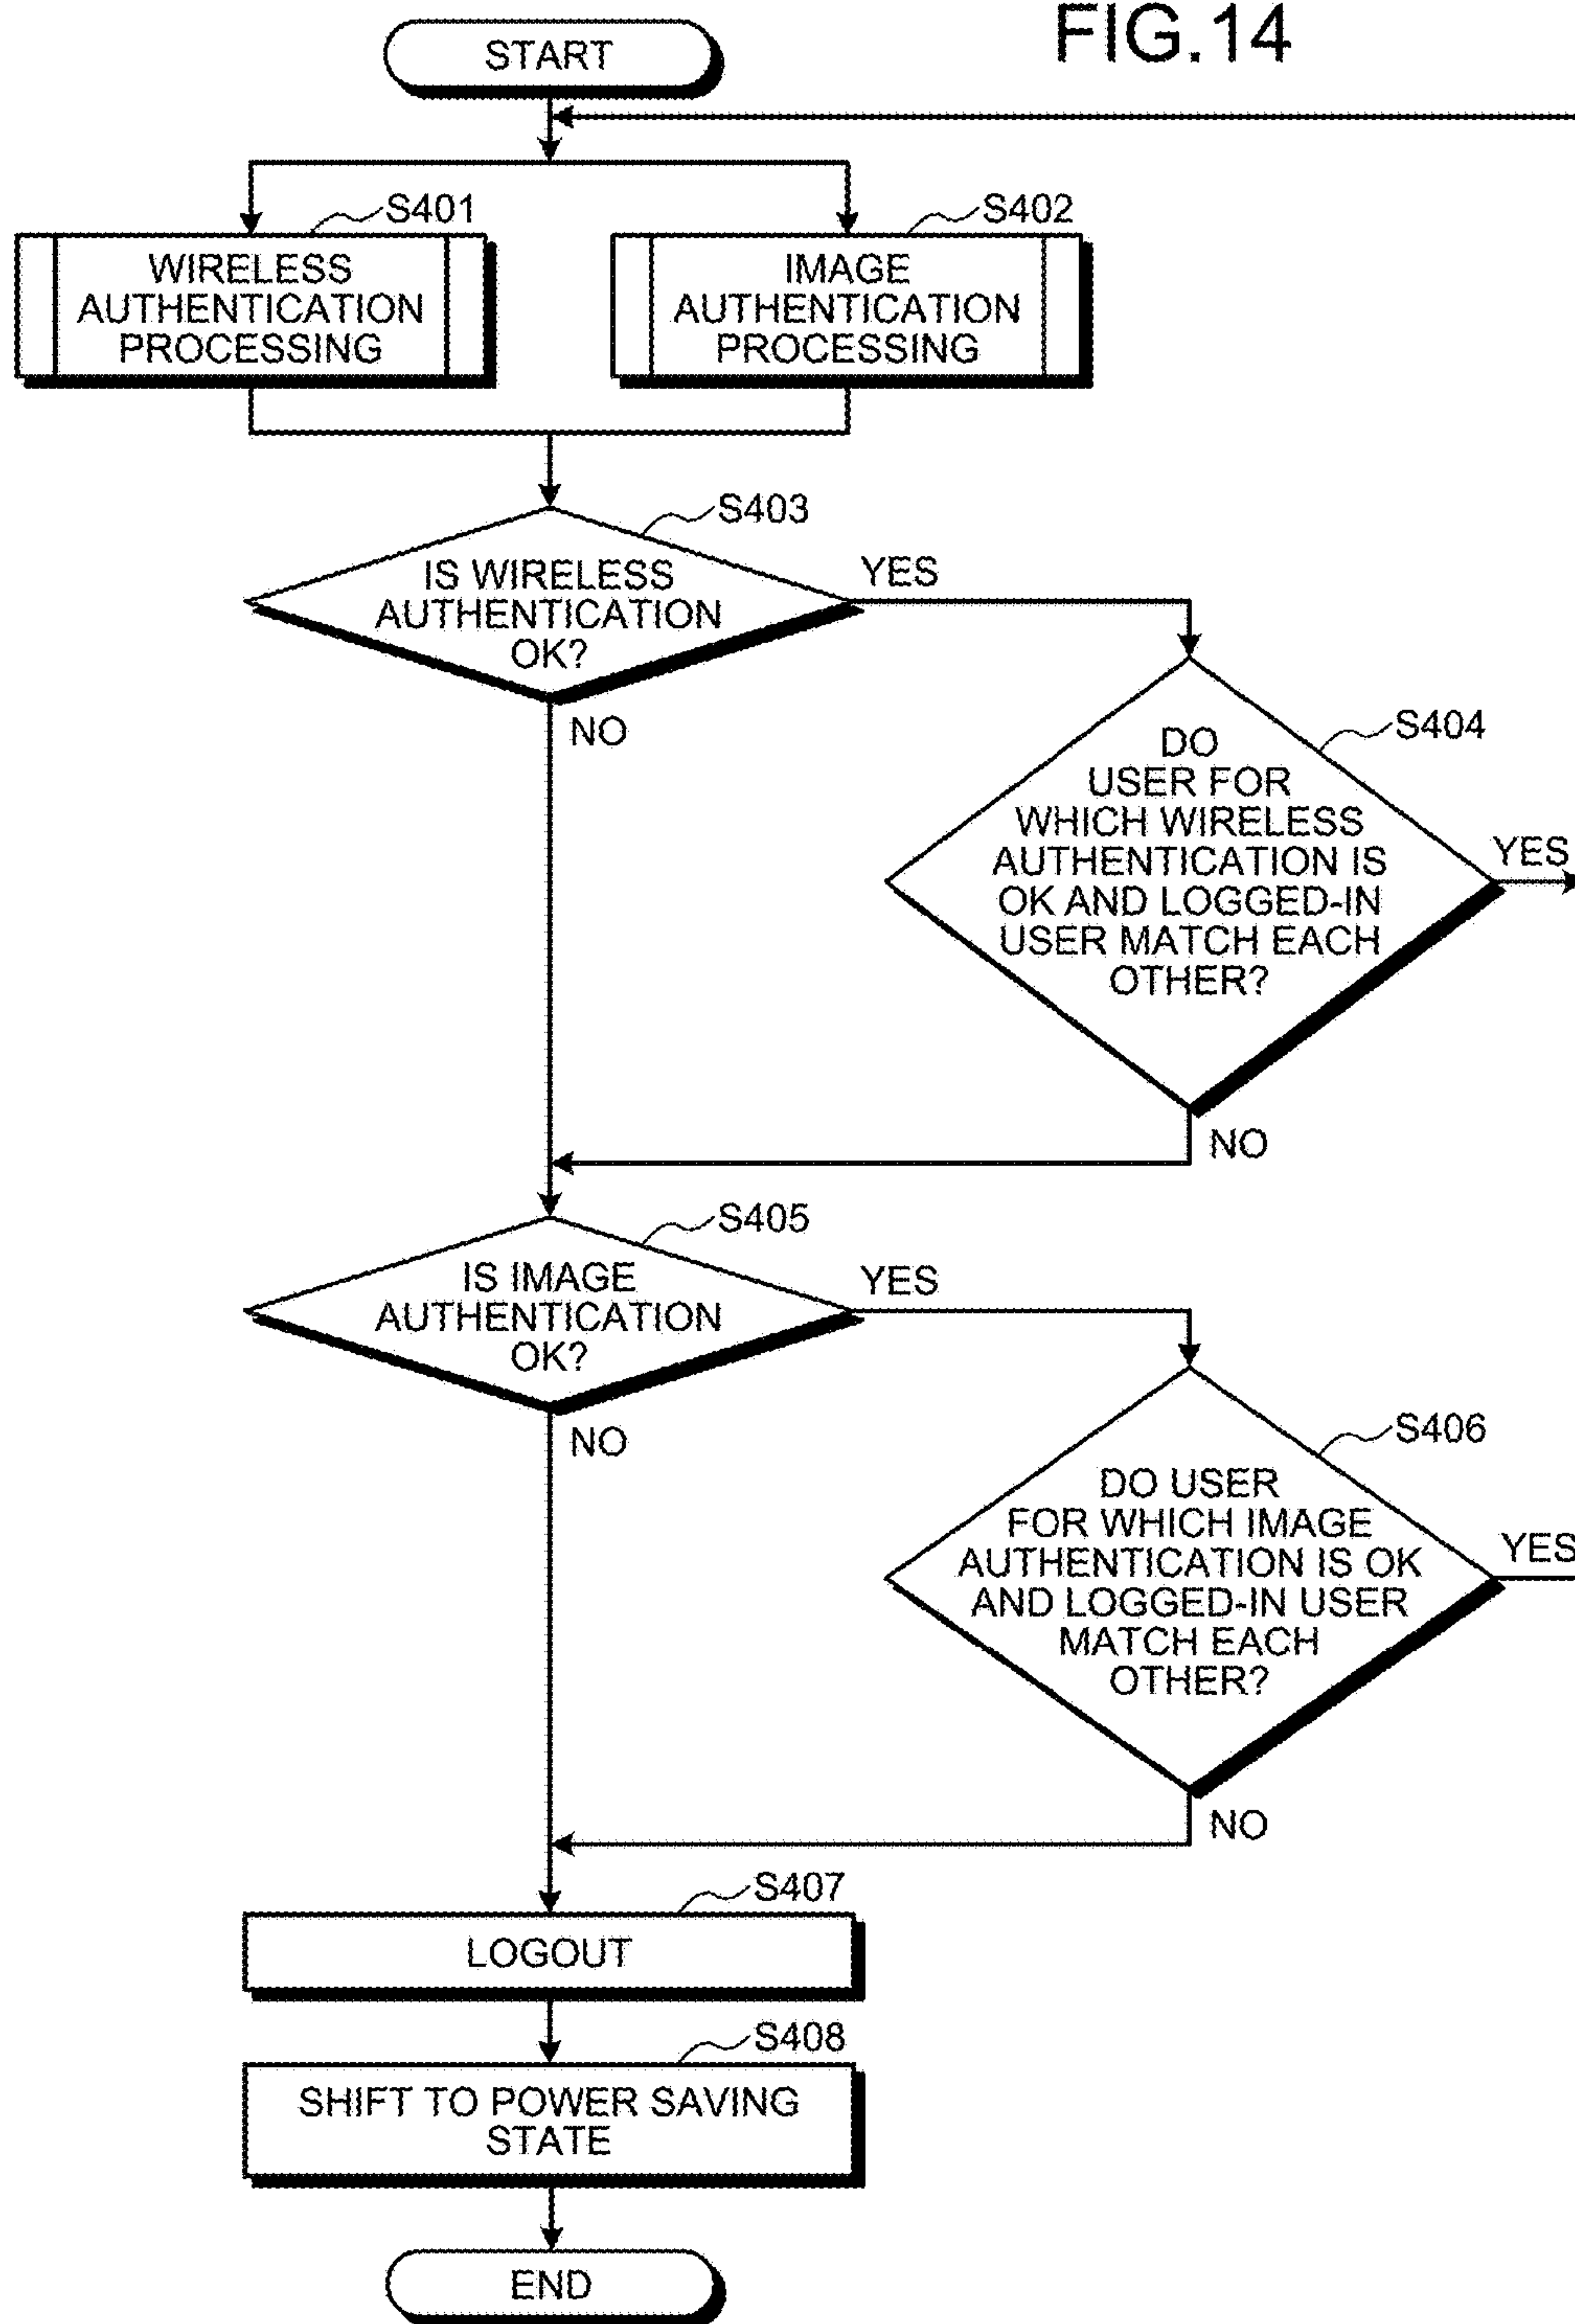 FIG.14
START
S401
S402
WIRELESS
AUTHENTICATION
PROCESSING
IMAGE
AUTHENTICATION
PROCESSING
S403
IS WIRELESS
AUTHENTICATION
OK?
YES
NO
S404
DO
USER FOR
WHICH WIRELESS
AUTHENTICATION IS
OK AND LOGGED-IN
USER MATCH EACH
OTHER?
YES
NO
S405
IS IMAGE
AUTHENTICATION
OK?
YES
NO
S406
DO USER
FOR WHICH IMAGE
AUTHENTICATION IS OK
AND LOGGED-IN USER
MATCH EACH
OTHER?
YES
NO
S407
LOGOUT
S408
SHIFT TO POWER SAVING
STATE
END